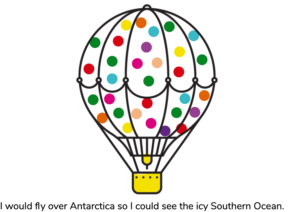 I would fly over Antarctica so I could see the icy Southern Ocean.